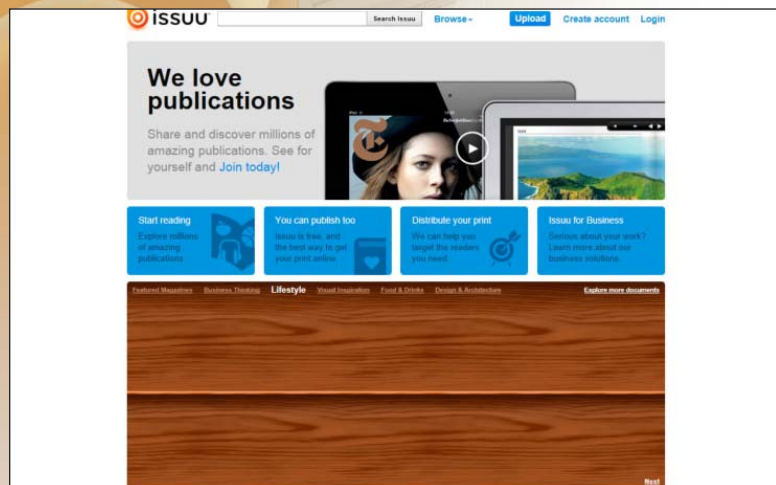 issuu
Search Issuu
Browse
Upload
Create account
Login
We love
publications
Share and discover millions of
amazing publications. See for
yourself and Join today!
Start reading
Explore millions
of amazing
publications
You can publish too
Issuu is free, and
the best way to get
your print online.
Distribute your print
We can help you
target the readers
you need.
Issuu for Business
Serious about your work?
Learn more about our
business solutions.
Featured Magazines
Business Thinking
Lifestyle
Visual Inspiration
Food & Drinks
Design & Architecture
Explore more documents
Next